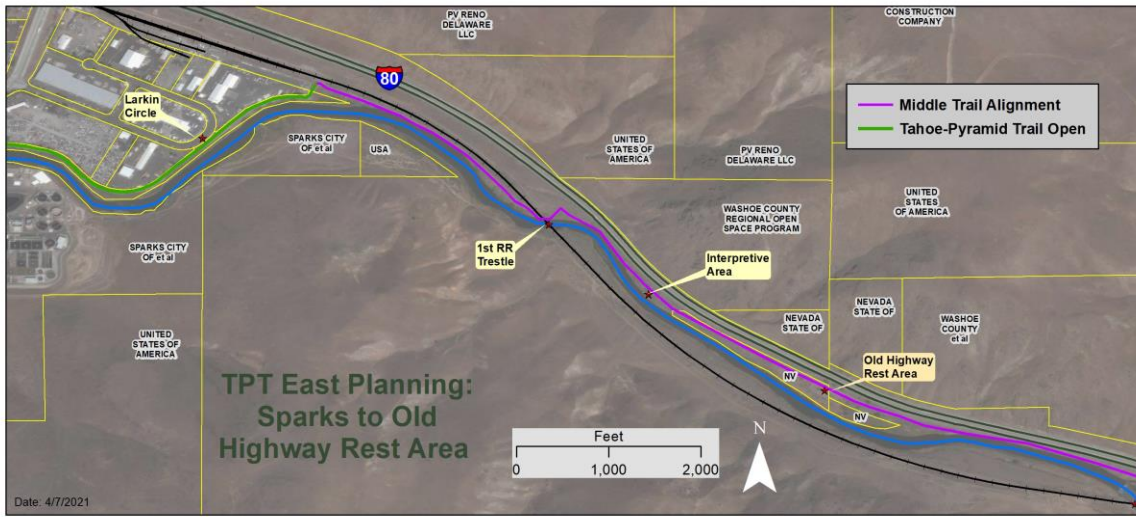 PV RENO
DELAWARE
LLC
CONSTRUCTION
COMPANY
80
Larkin
Circle
Middle Trail Alignment
Tahoe-Pyramid Trail Open
SPARKS CITY
OF et al
USA
UNITED
STATES OF
AMERICA
PV RENO
DELAWARE LLC
UNITED
STATES
OF AMERICA
WASHOE COUNTY
REGIONAL OPEN
SPACE PROGRAM
SPARKS CITY
OF et al
1st RR
Trestle
Interpretive
Area
NEVADA
STATE OF
NEVADA
STATE OF
WASHOE
COUNTY
et al
UNITED
STATES OF
AMERICA
Old Highway
Rest Area
NV
NV
TPT East Planning:
Sparks to Old
Highway Rest Area
Feet
0 1,000 2,000
N
Date: 4/7/2021